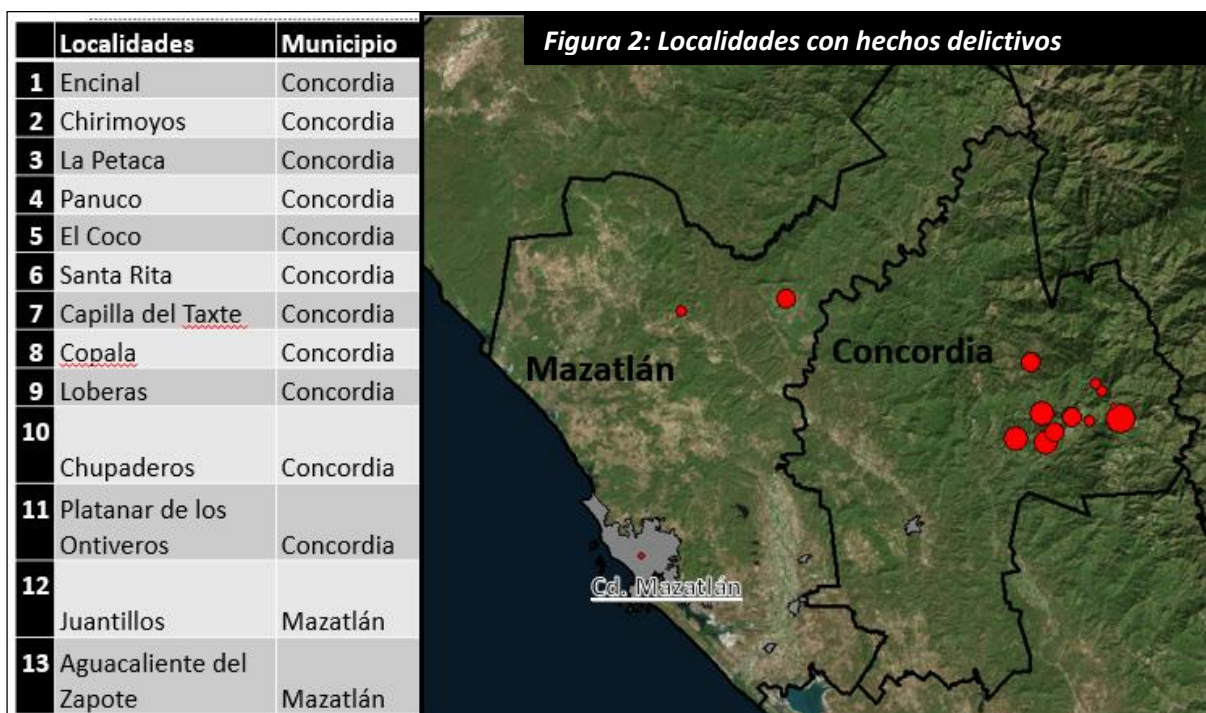 Figura 2: Localidades con hechos delictivos
Localidades Municipio
1 Encinal Concordia
2 Chirimoyos Concordia
3 La Petaca Concordia
4 Panuco Concordia
5 El Coco Concordia
6 Santa Rita Concordia
7 Capilla del Taxte Concordia
8 Copala Concordia
9 Loberas Concordia
10
Chupaderos Concordia
11 Platanar de los
Ontiveros Concordia
12
Juantillos Mazatlán
13 Aguacaliente del
Zapote Mazatlán
Mazatlán
Concordia
Cd. Mazatlán